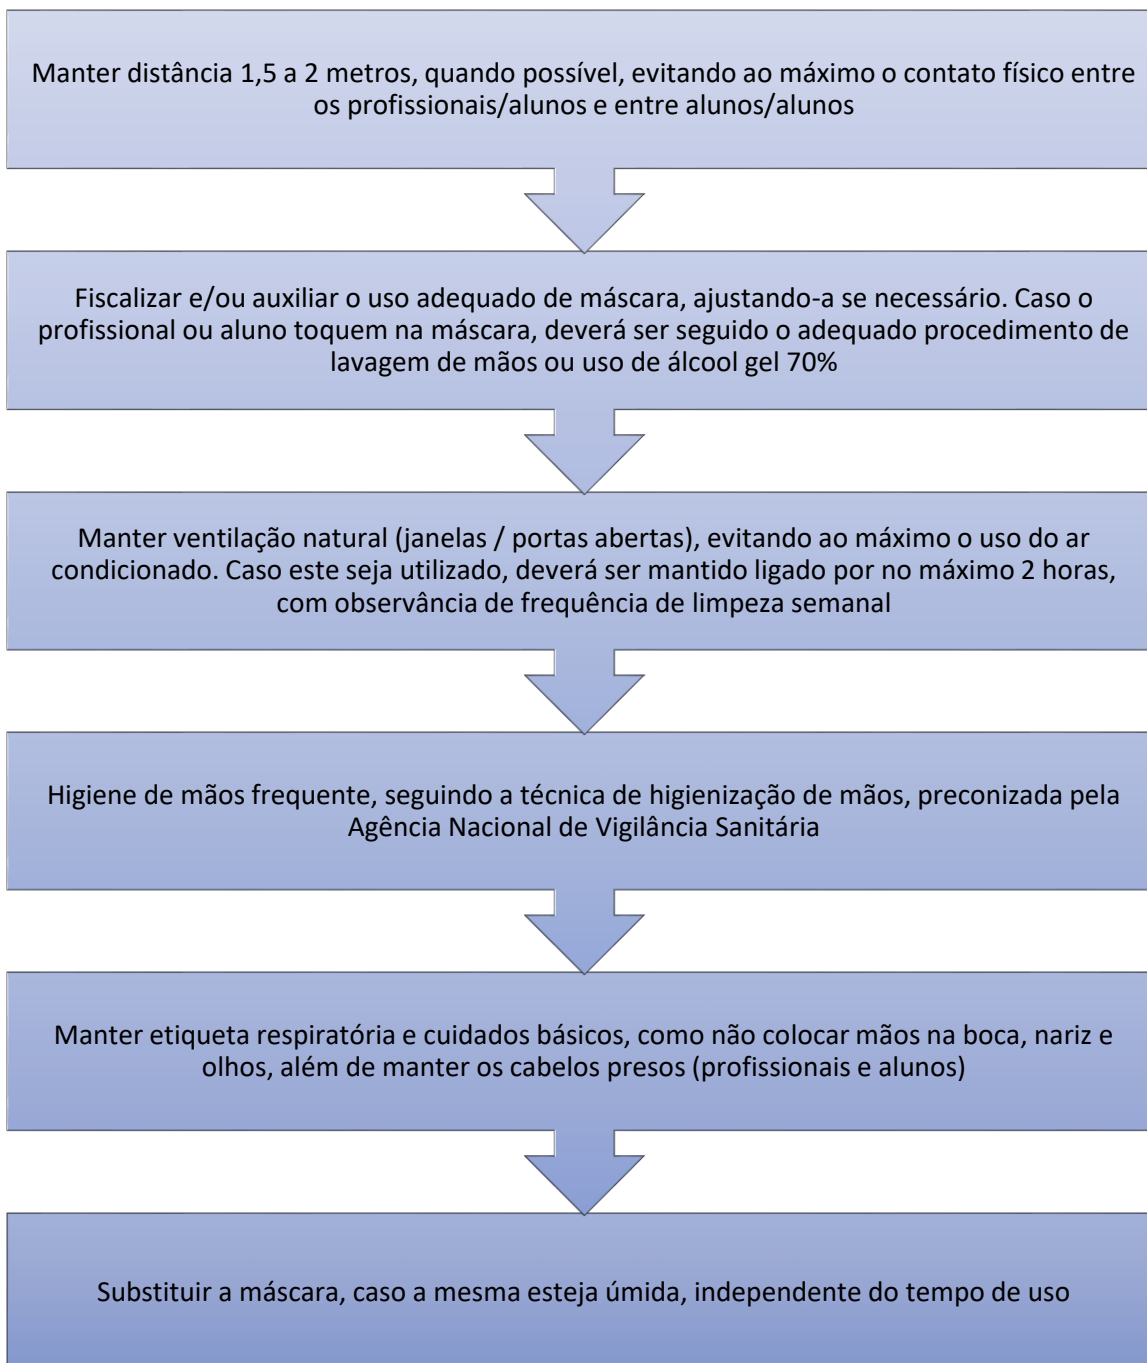 Manter distância 1,5 a 2 metros, quando possível, evitando ao máximo o contato físico entre
os profissionais/alunos e entre alunos/alunos
Fiscalizar e/ou auxiliar o uso adequado de máscara, ajustando-a se necessário. Caso o
profissional ou aluno toquem na máscara, deverá ser seguido o adequado procedimento de
lavagem de mãos ou uso de álcool gel 70%
Manter ventilação natural (janelas / portas abertas), evitando ao máximo o uso do ar
condicionado. Caso este seja utilizado, deverá ser mantido ligado por no máximo 2 horas,
com observância de frequência de limpeza semanal
Higiene de mãos frequente, seguindo a técnica de higienização de mãos, preconizada pela
Agência Nacional de Vigilância Sanitária
Manter etiqueta respiratória e cuidados básicos, como não colocar mãos na boca, nariz e
olhos, além de manter os cabelos presos (profissionais e alunos)
Substituir a máscara, caso a mesma esteja úmida, independente do tempo de uso